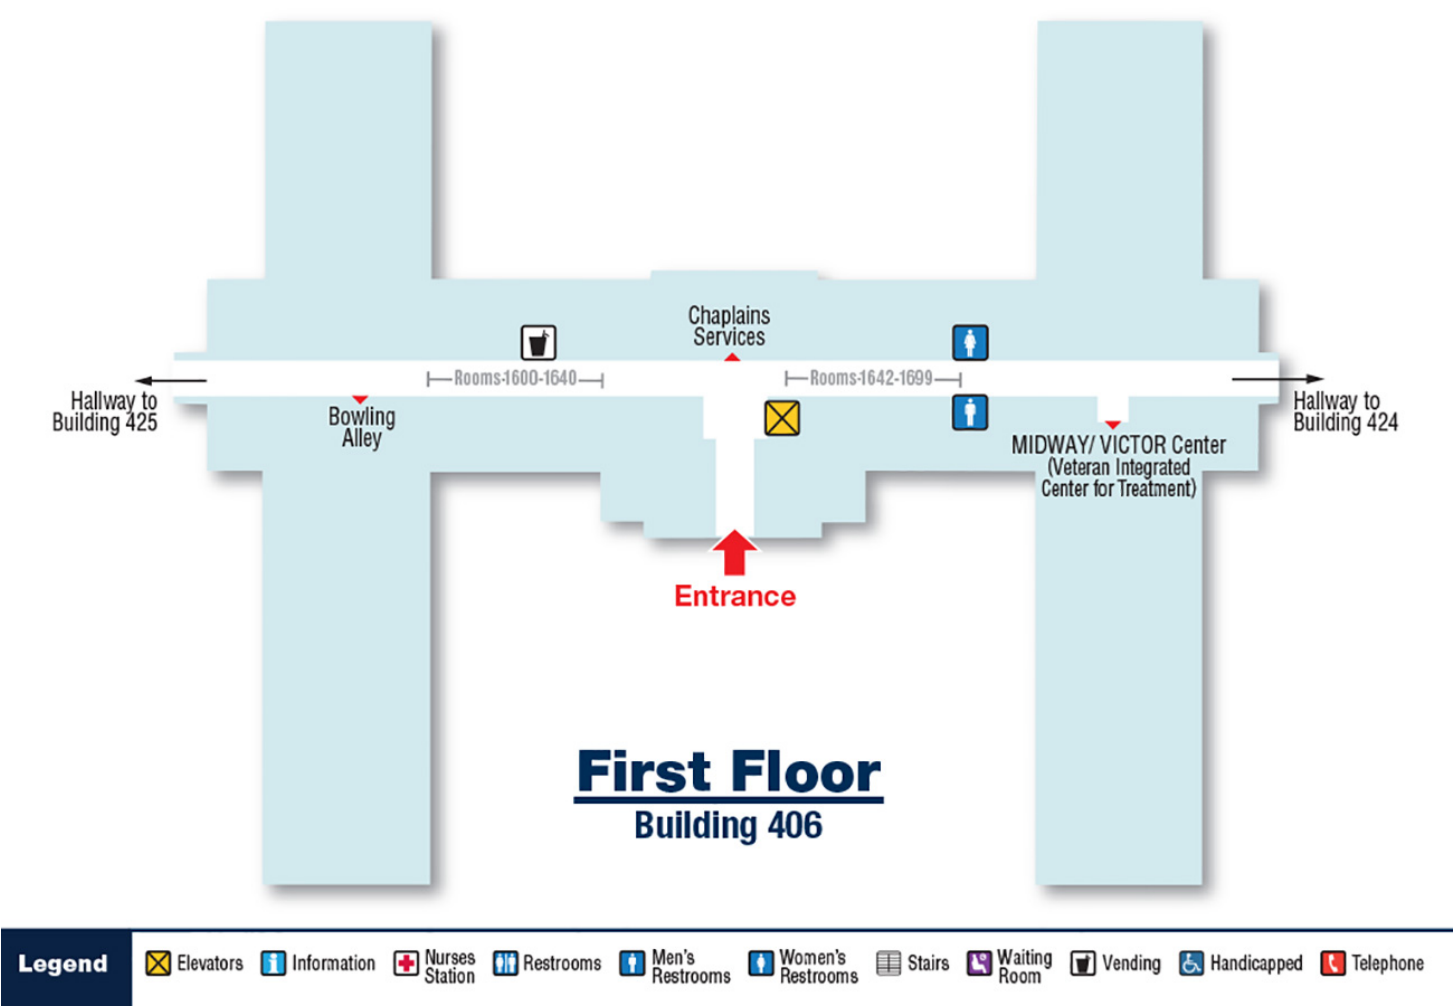 Chaplains
Services
Rooms-1600-1640
Rooms-1642-1699
Hallway to
Building 425
Bowling
Alley
Hallway to
Building 424
MIDWAY/ VICTOR Center
(Veteran Integrated
Center for Treatment)
Entrance
First Floor
Building 406
Legend
Elevators
Information
Nurses
Station
Restrooms
Men's
Restrooms
Women's
Restrooms
Stairs
Waiting
Room
Vending
Handicapped
Telephone